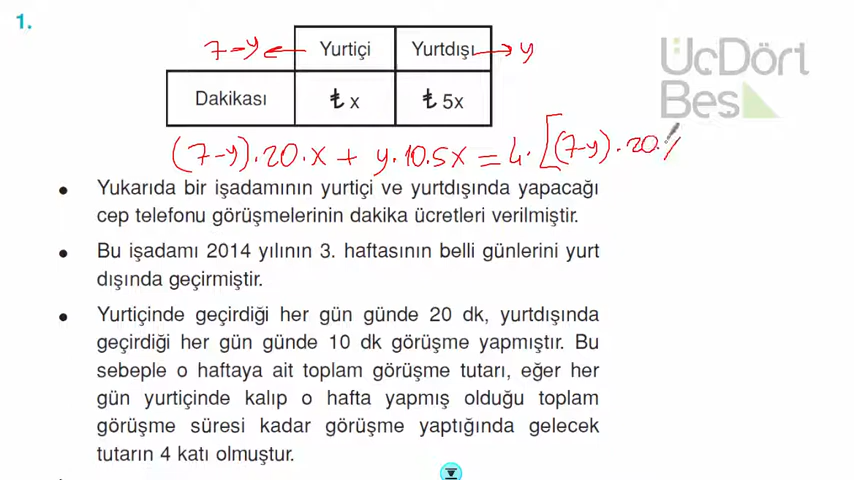 1.
7-y ← Yurtiçi Yurtdışı → y
Dakikası ₺ x ₺ 5x
(7-y).20.x + y.10.5x = 4.[(7-y).20.
ÜçDört
Beş
• Yukarıda bir işadamının yurtiçi ve yurtdışında yapacağı
cep telefonu görüşmelerinin dakika ücretleri verilmiştir.
• Bu işadamı 2014 yılının 3. haftasının belli günlerini yurt
dışında geçirmiştir.
• Yurtiçinde geçirdiği her gün günde 20 dk, yurtdışında
geçirdiği her gün günde 10 dk görüşme yapmıştır. Bu
sebeple o haftaya ait toplam görüşme tutarı, eğer her
gün yurtiçinde kalıp o hafta yapmış olduğu toplam
görüşme süresi kadar görüşme yaptığında gelecek
tutarın 4 katı olmuştur.